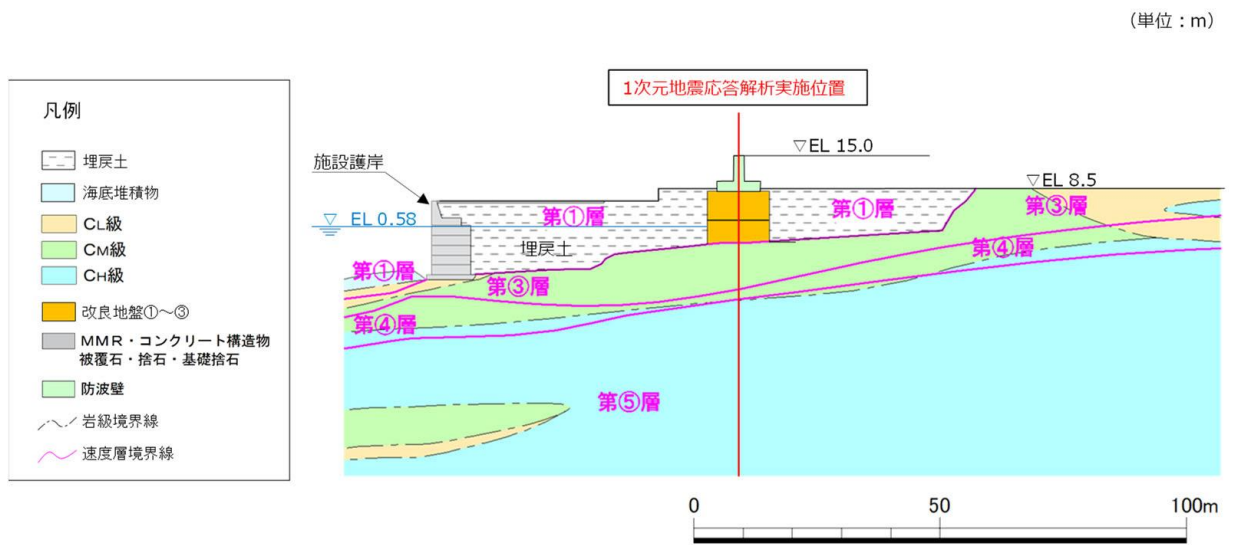 （単位：m）
1次元地震応答解析実施位置
凡例
埋戻土
海底堆積物
CL級
CM級
CH級
改良地盤①～③
MMR・コンクリート構造物
被覆石・捨石・基礎捨石
防波壁
岩級境界線
速度層境界線
施設護岸
▽EL 15.0
▽EL 8.5
▽ EL 0.58
第①層
第①層
第③層
埋戻土
第④層
第①層
第③層
第④層
第⑤層
0
50
100m